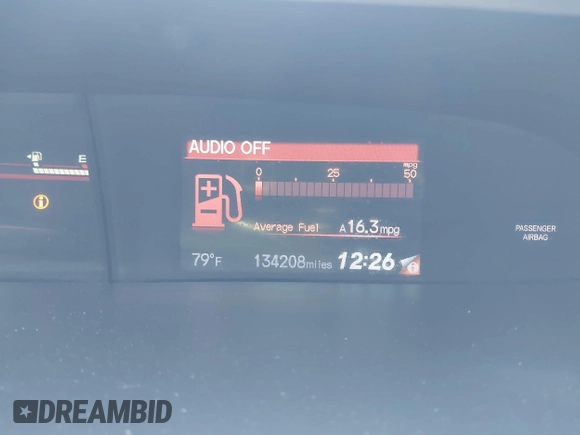 AUDIO OFF
mpg
0 25 50
E
Average Fuel A 16.3 mpg
PASSENGER
AIRBAG
79°F 134208 miles 12:26
DREAMBID